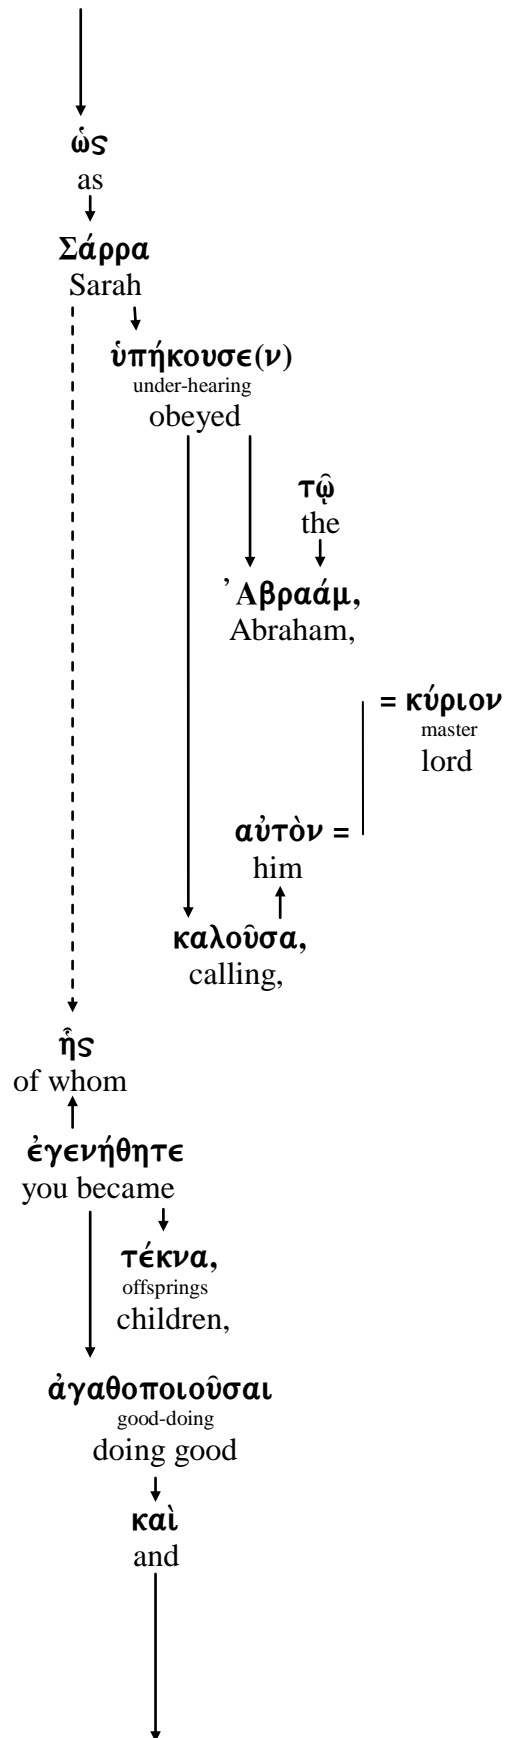 ὡς
as
Σάρρα
Sarah
ὑπήκουσε(ν)
under-hearing
obeyed
τῷ
the
Ἀβραάμ,
Abraham,
= κύριον
master
lord
αὐτὸν =
him
καλοῦσα,
calling,
ἧς
of whom
ἐγενήθητε
you became
τέκνα,
offsprings
children,
ἀγαθοποιοῦσαι
good-doing
doing good
καὶ
and